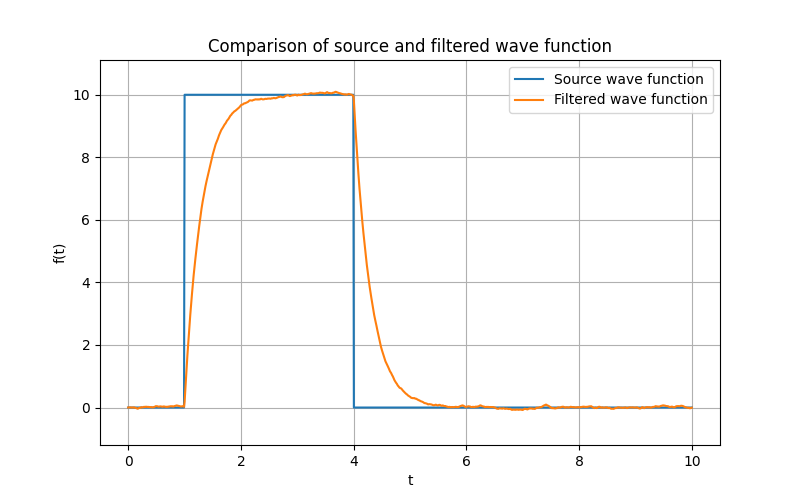 Comparison of source and filtered wave function
Source wave function
Filtered wave function
f(t)
10
8
6
4
2
0
0 2 4 6 8 10
t